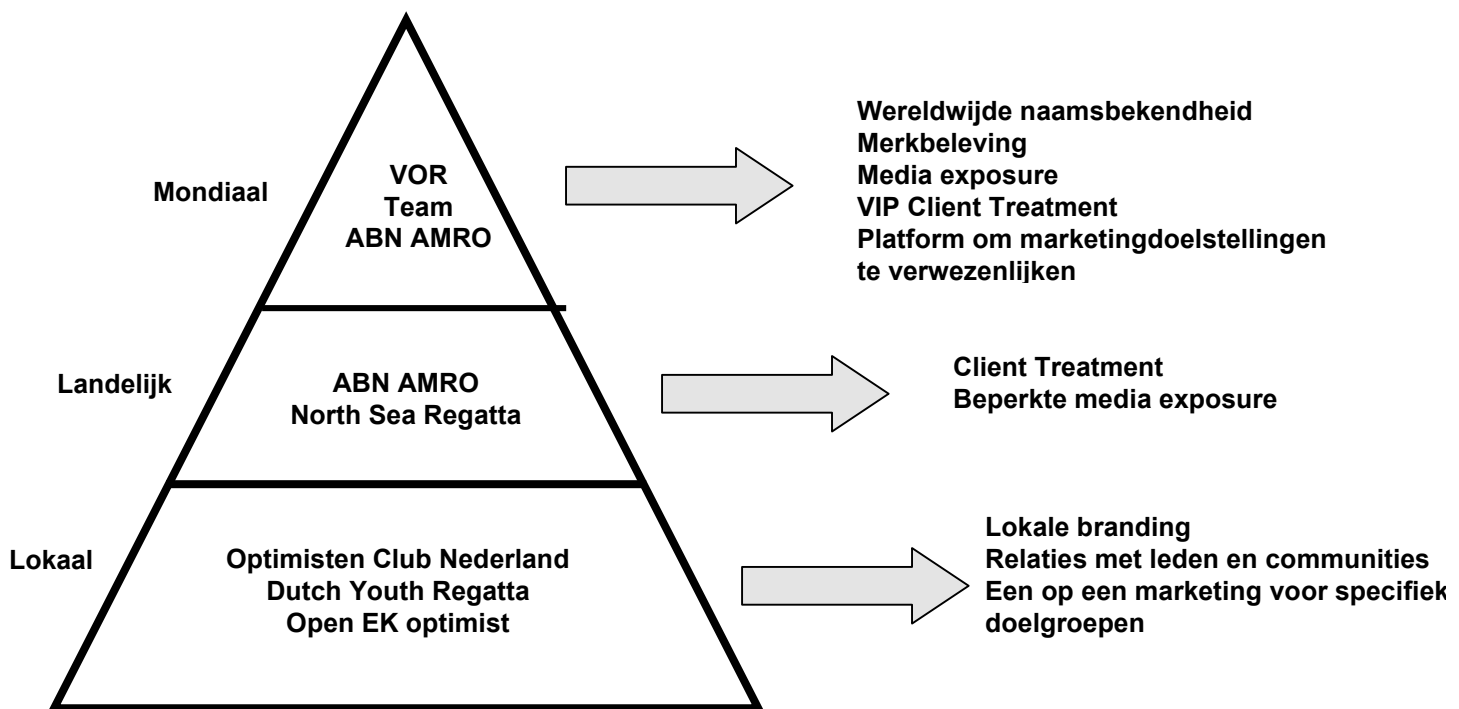 Mondiaal
VOR
Team
ABN AMRO
Wereldwijde naamsbekendheid
Merkbeleving
Media exposure
VIP Client Treatment
Platform om marketingdoelstellingen
te verwezenlijken
Landelijk
ABN AMRO
North Sea Regatta
Client Treatment
Beperkte media exposure
Lokaal
Optimisten Club Nederland
Dutch Youth Regatta
Open EK optimist
Lokale branding
Relaties met leden en communities
Een op een marketing voor specifiek
doelgroepen